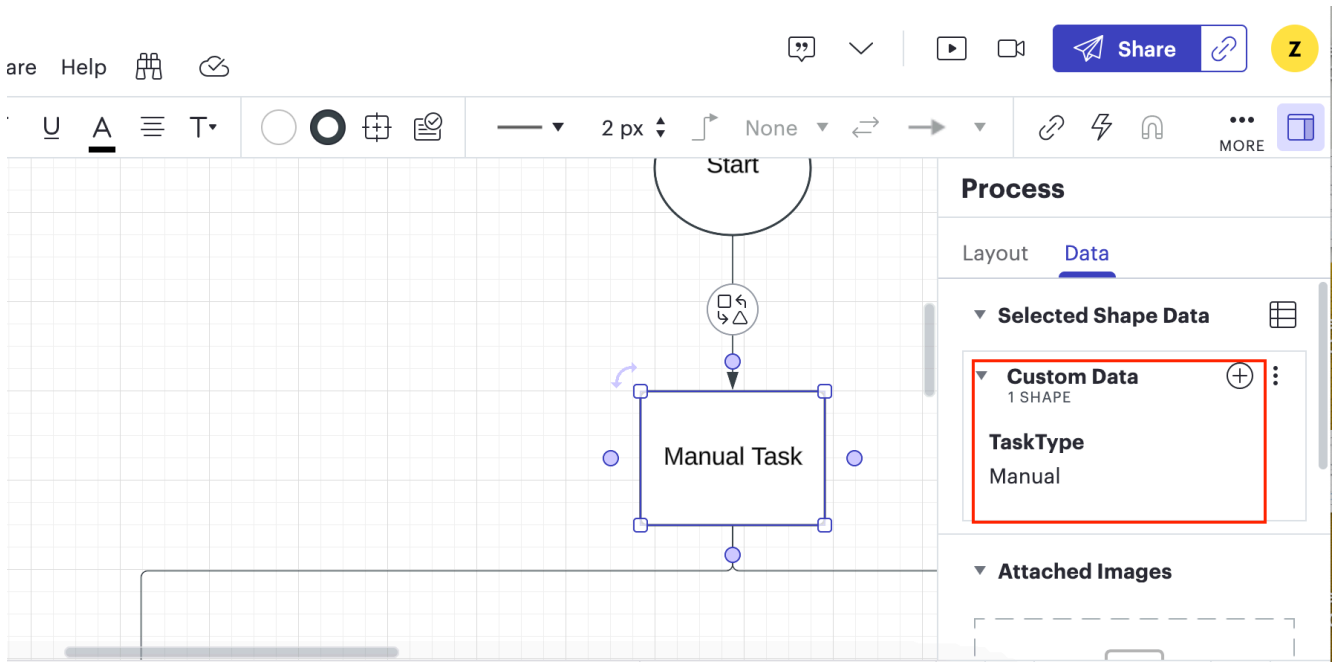 are Help
Share
Z
U A T
2 px
None
MORE
Start
Process
Layout Data
Selected Shape Data
Custom Data
1 SHAPE
TaskType
Manual
Manual Task
Attached Images